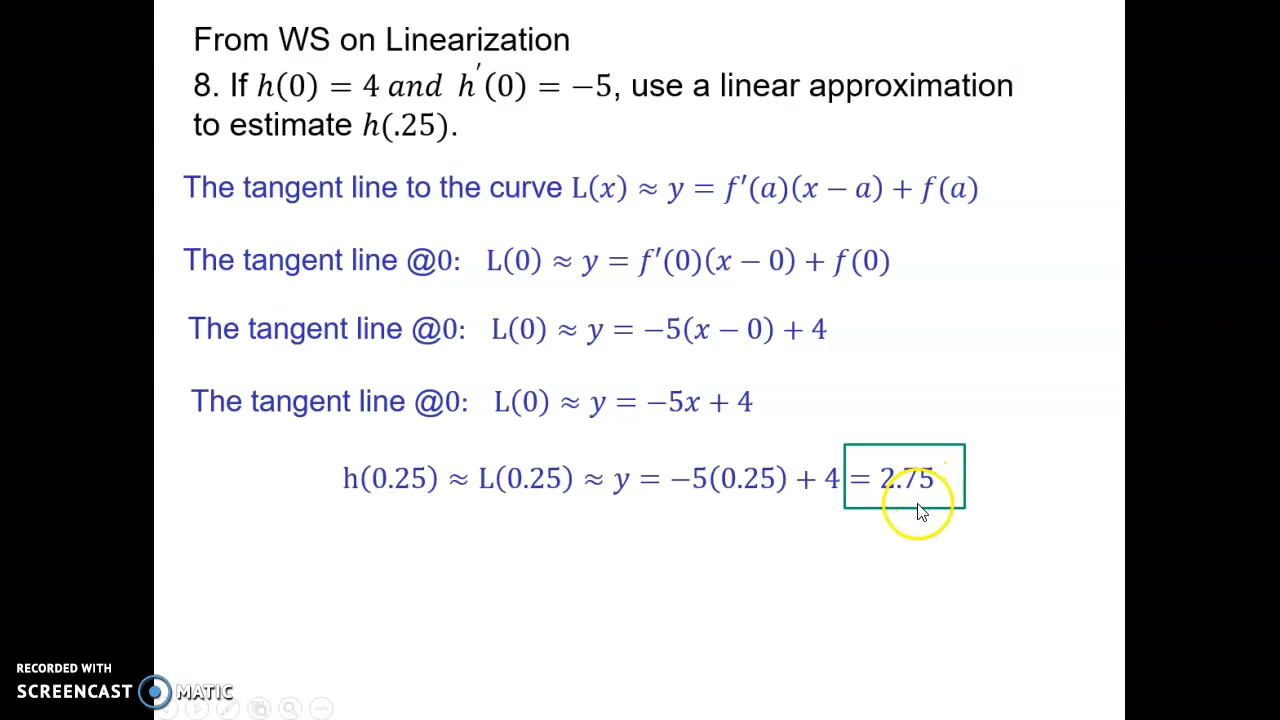 From WS on Linearization
8. If h(0) = 4 and h′(0) = −5, use a linear approximation
to estimate h(.25).
The tangent line to the curve L(x) ≈ y = f′(a)(x − a) + f(a)
The tangent line @0: L(0) ≈ y = f′(0)(x − 0) + f(0)
The tangent line @0: L(0) ≈ y = −5(x − 0) + 4
The tangent line @0: L(0) ≈ y = −5x + 4
h(0.25) ≈ L(0.25) ≈ y = −5(0.25) + 4 = 2.75
RECORDED WITH
SCREENCAST MATIC